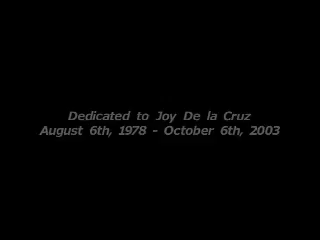 Dedicated to Joy De la Cruz
August 6th, 1978 - October 6th, 2003